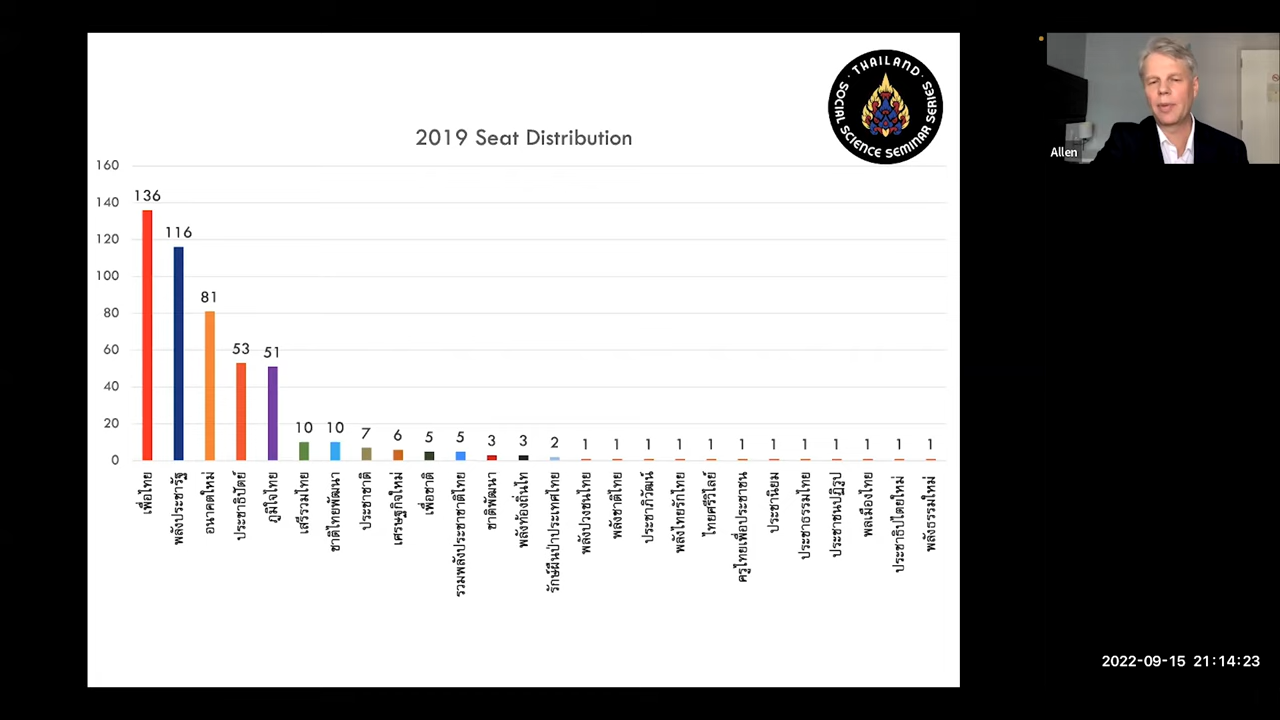 THAILAND
SOCIAL SCIENCE SEMINAR SERIES
Allen
2019 Seat Distribution
160
140
120
100
80
60
40
20
0
136
116
81
53
51
10
10
7
6
5
5
3
3
2
1
1
1
1
1
1
1
1
1
1
1
1
เพื่อไทย
พลังประชารัฐ
อนาคตใหม่
ประชาธิปัตย์
ภูมิใจไทย
เสรีรวมไทย
ชาติไทยพัฒนา
ประชาชาติ
เศรษฐกิจใหม่
เพื่อชาติ
รวมพลังประชาชาติไทย
ชาติพัฒนา
พลังท้องถิ่นไท
รักษ์ผืนป่าประเทศไทย
พลังปวงชนไทย
พลังชาติไทย
ประชาภิวัฒน์
พลังไทยรักไทย
ไทยศรีวิไลย์
ครูไทยเพื่อประชาชน
ประชานิยม
ประชาธรรมไทย
ประชาชนปฏิรูป
พลเมืองไทย
ประชาธิปไตยใหม่
พลังธรรมใหม่
2022-09-15 21:14:23